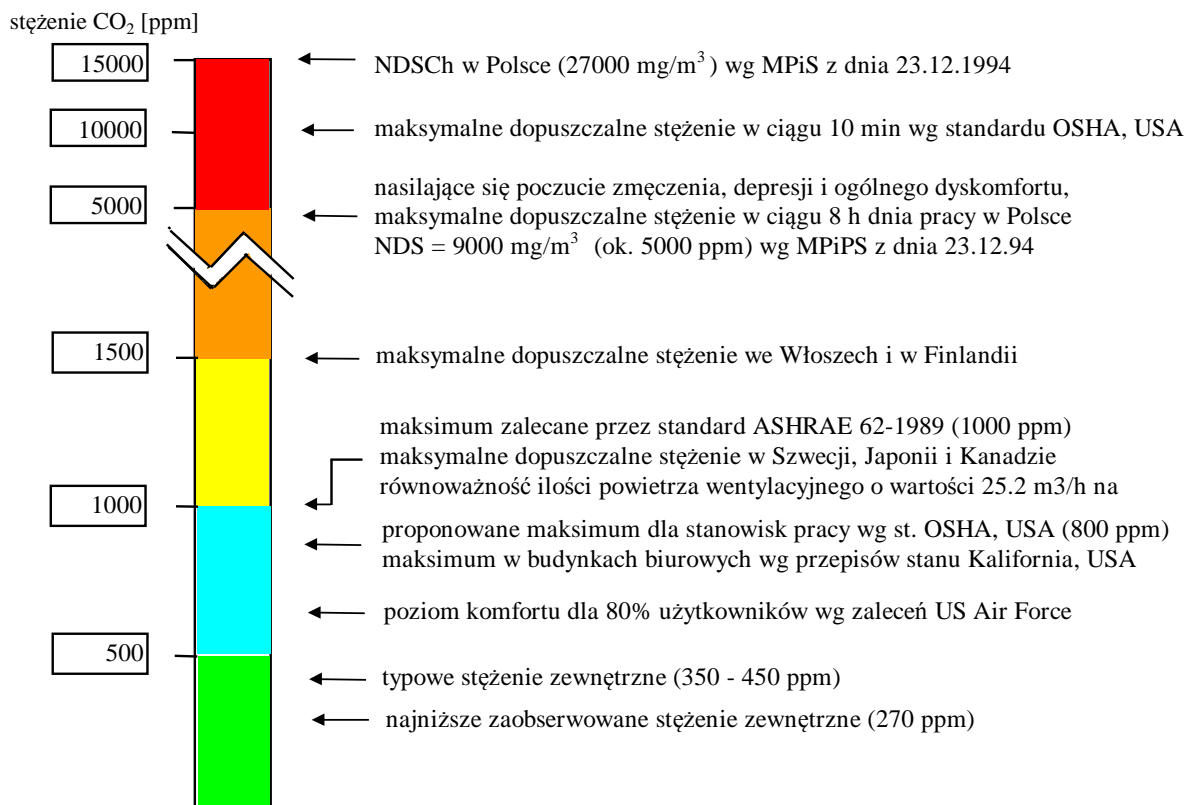 stężenie CO₂ [ppm]
15000
NDSCh w Polsce (27000 mg/m³ ) wg MPiS z dnia 23.12.1994
10000
maksymalne dopuszczalne stężenie w ciągu 10 min wg standardu OSHA, USA
5000
nasilające się poczucie zmęczenia, depresji i ogólnego dyskomfortu,
maksymalne dopuszczalne stężenie w ciągu 8 h dnia pracy w Polsce
NDS = 9000 mg/m³ (ok. 5000 ppm) wg MPiPS z dnia 23.12.94
1500
maksymalne dopuszczalne stężenie we Włoszech i w Finlandii
maksimum zalecane przez standard ASHRAE 62-1989 (1000 ppm)
maksymalne dopuszczalne stężenie w Szwecji, Japonii i Kanadzie
równoważność ilości powietrza wentylacyjnego o wartości 25.2 m3/h na
1000
proponowane maksimum dla stanowisk pracy wg st. OSHA, USA (800 ppm)
maksimum w budynkach biurowych wg przepisów stanu Kalifornia, USA
poziom komfortu dla 80% użytkowników wg zaleceń US Air Force
500
typowe stężenie zewnętrzne (350 - 450 ppm)
najniższe zaobserwowane stężenie zewnętrzne (270 ppm)